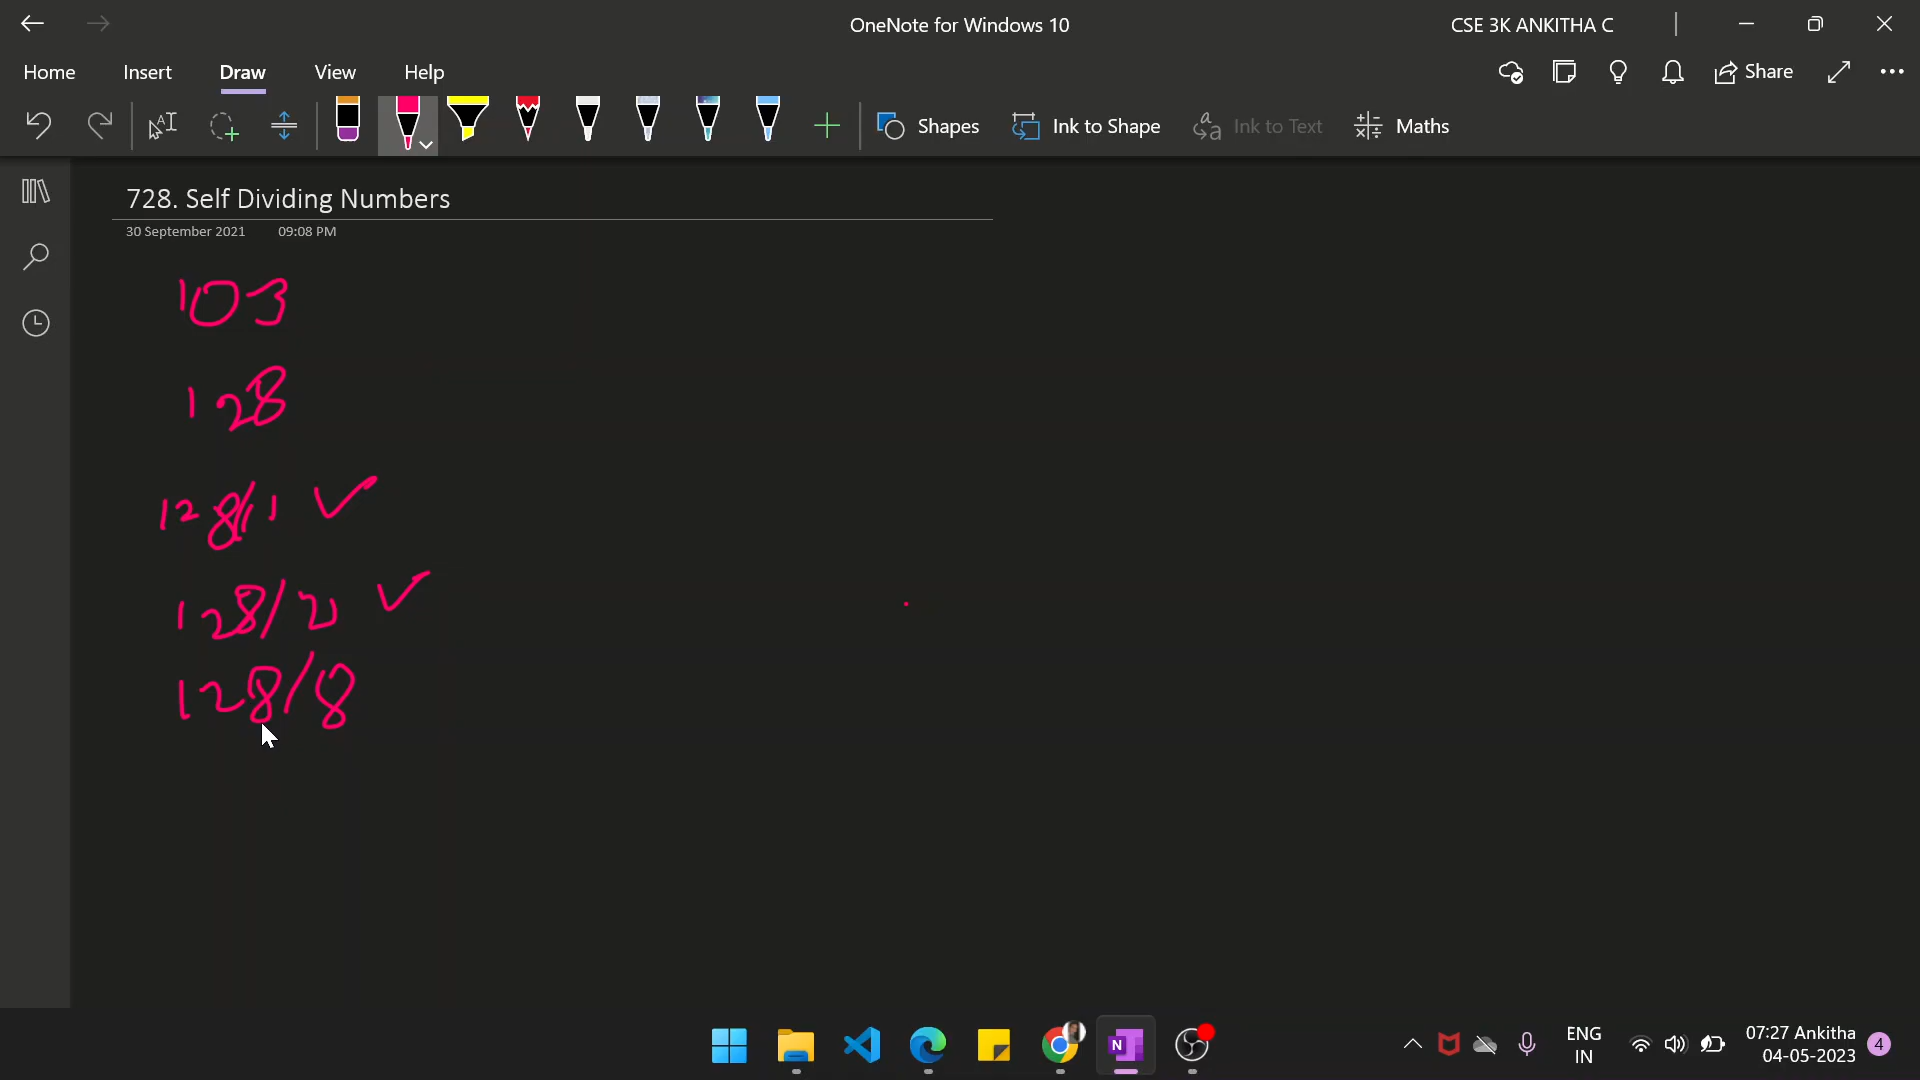 OneNote for Windows 10
CSE 3K ANKITHA C
Home Insert Draw View Help
Share
Shapes Ink to Shape Ink to Text Maths
728. Self Dividing Numbers
30 September 2021 09:08 PM
103
128
128/1 ✓
128/2 ✓
128/8
ENG
IN
07:27 Ankitha
04-05-2023
4